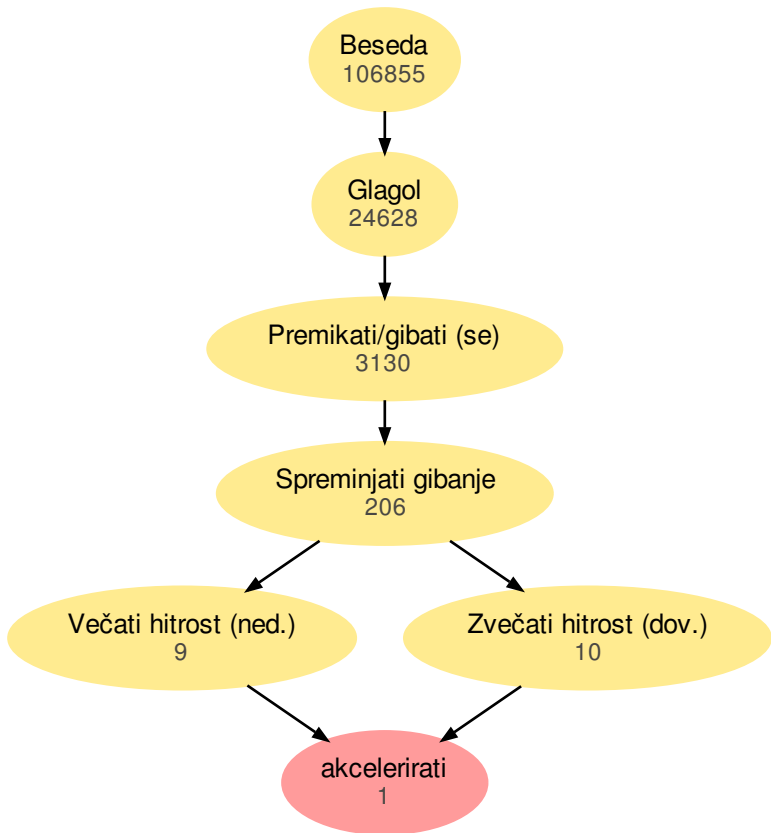 Beseda
106855
Glagol
24628
Premikati/gibati (se)
3130
Spreminjati gibanje
206
Večati hitrost (ned.)
9
Zvečati hitrost (dov.)
10
akcelerirati
1